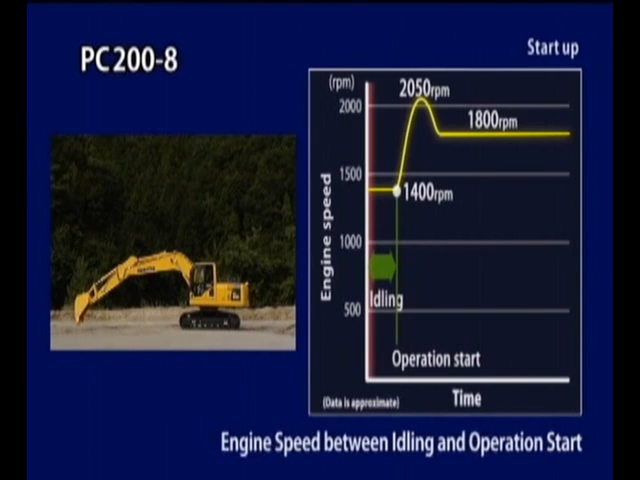 PC200-8
Start up
(rpm)
2050rpm
2000
1800rpm
1500
1400rpm
Engine speed
1000
Idling
500
Operation start
(Data is approximate)
Time
Engine Speed between Idling and Operation Start